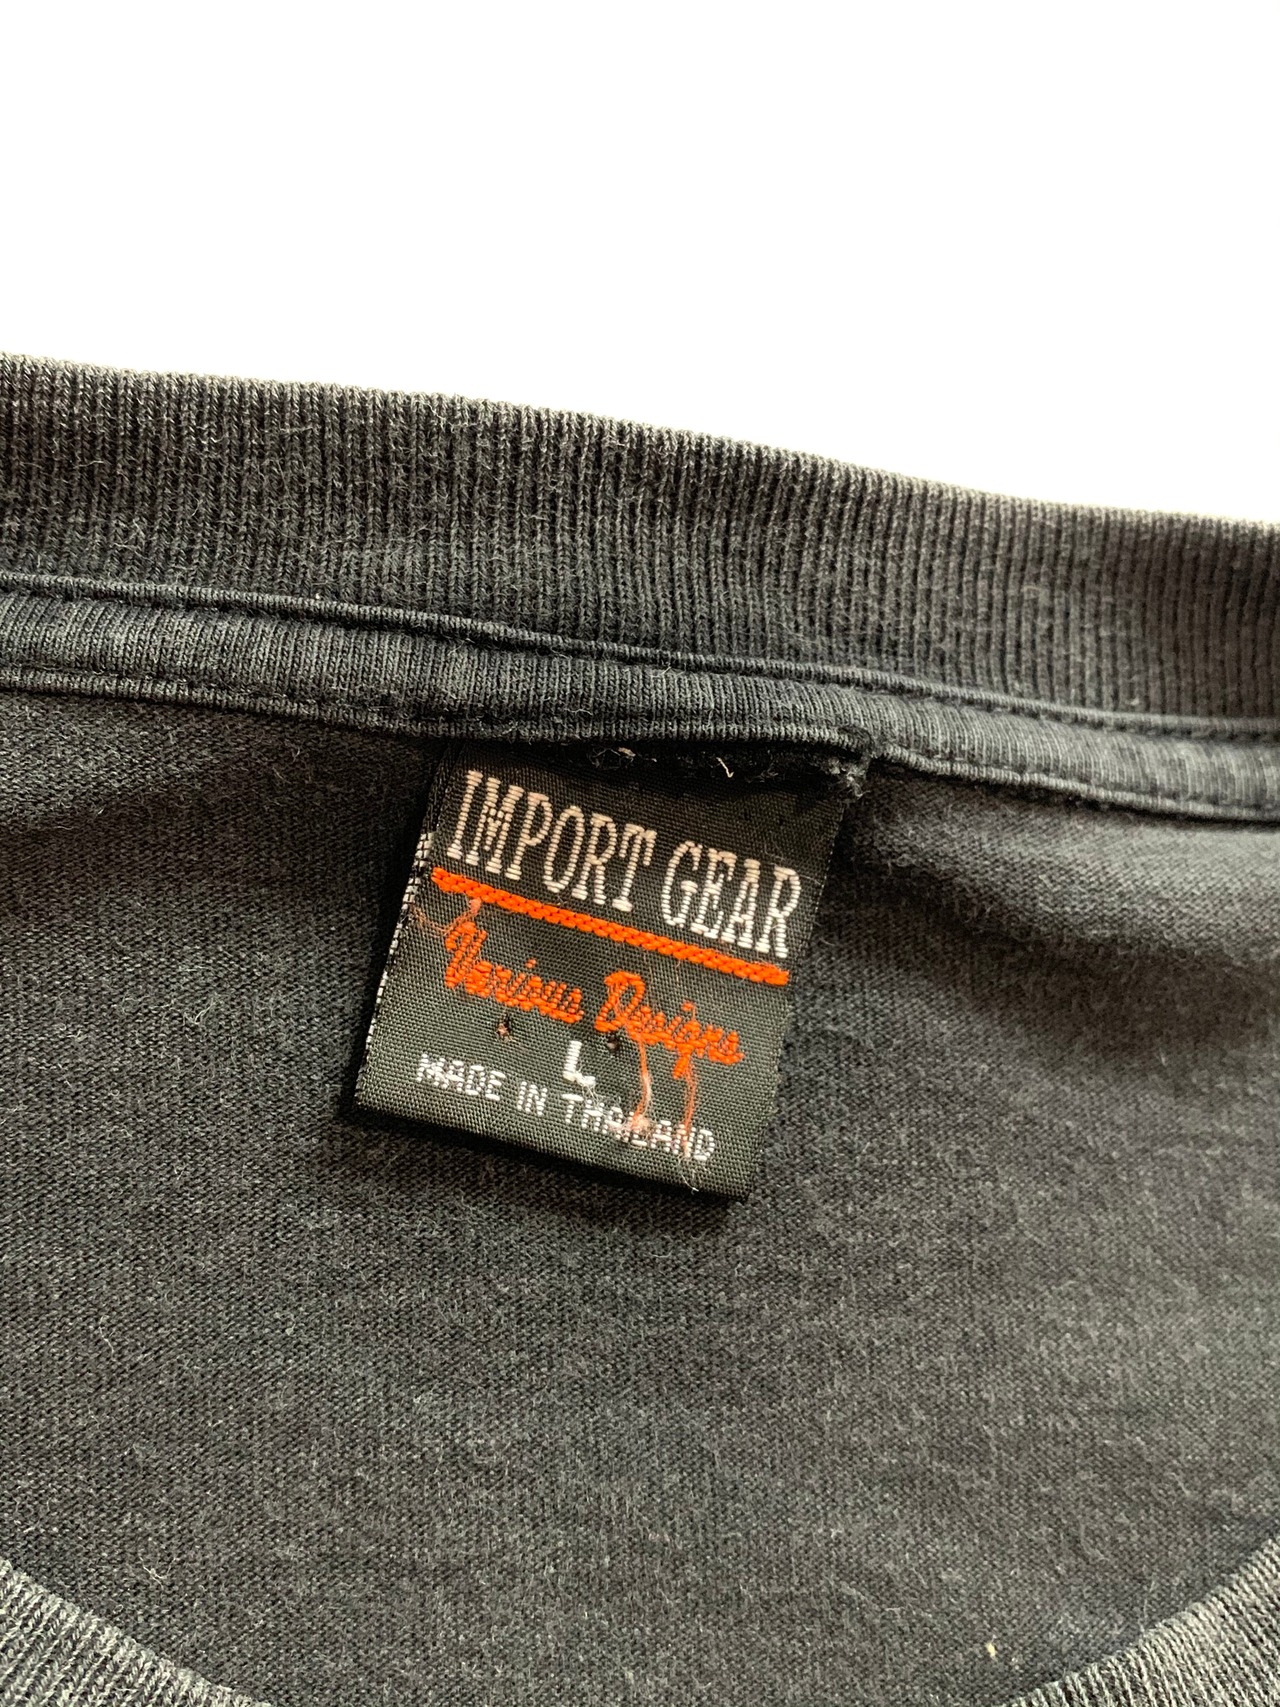 IMPORT GEAR
Various Designs
L
MADE IN THAILAND